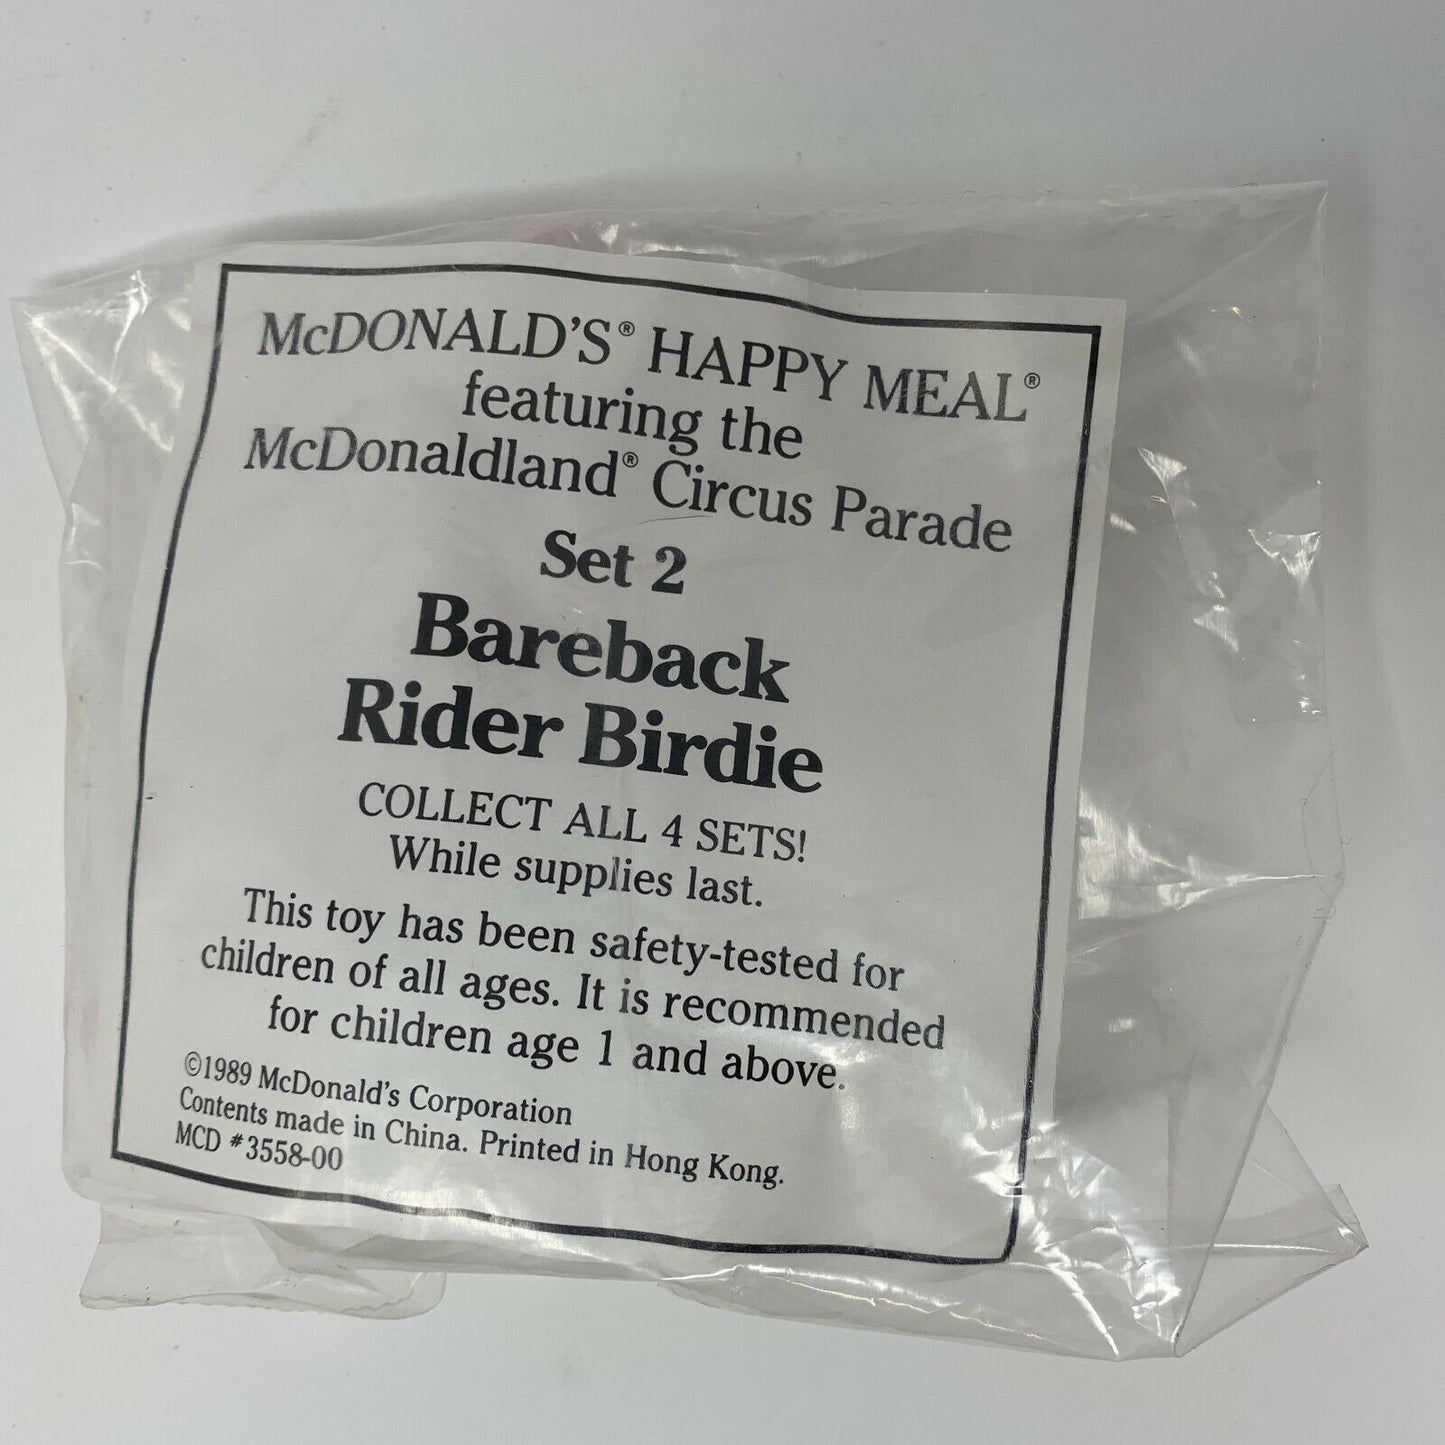 McDONALD'S® HAPPY MEAL®
featuring the
McDonaldland® Circus Parade
Set 2
Bareback
Rider Birdie
COLLECT ALL 4 SETS!
While supplies last.
This toy has been safety-tested for
children of all ages. It is recommended
for children age 1 and above.
©1989 McDonald's Corporation
Contents made in China. Printed in Hong Kong.
MCD #3558-00